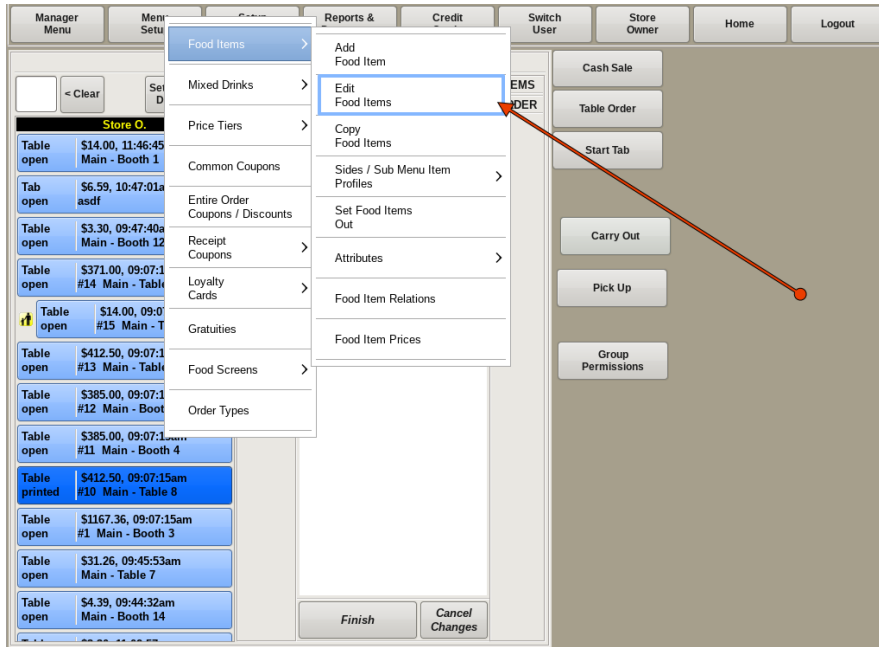 Manager
Menu
Menu
Setu
Setup
Reports &
Credit
Switch
User
Store
Owner
Home
Logout
< Clear
Set
D
EMS
DER
Store O.
Table
open
$14.00, 11:46:45
Main - Booth 1
Tab
open
$6.59, 10:47:01a
asdf
Table
open
$3.30, 09:47:40a
Main - Booth 12
Table
open
$371.00, 09:07:1
#14 Main - Table
Table
open
$14.00, 09:0
#15 Main - T
Table
open
$412.50, 09:07:1
#13 Main - Table
Table
open
$385.00, 09:07:1
#12 Main - Boot
Table
open
$385.00, 09:07:15am
#11 Main - Booth 4
Table
printed
$412.50, 09:07:15am
#10 Main - Table 8
Table
open
$1167.36, 09:07:15am
#1 Main - Booth 3
Table
open
$31.26, 09:45:53am
Main - Table 7
Table
open
$4.39, 09:44:32am
Main - Booth 14
Food Items
Mixed Drinks
Price Tiers
Common Coupons
Entire Order
Coupons / Discounts
Receipt
Coupons
Loyalty
Cards
Gratuities
Food Screens
Order Types
Add
Food Item
Edit
Food Items
Copy
Food Items
Sides / Sub Menu Item
Profiles
Set Food Items
Out
Attributes
Food Item Relations
Food Item Prices
Finish
Cancel
Changes
Cash Sale
Table Order
Start Tab
Carry Out
Pick Up
Group
Permissions